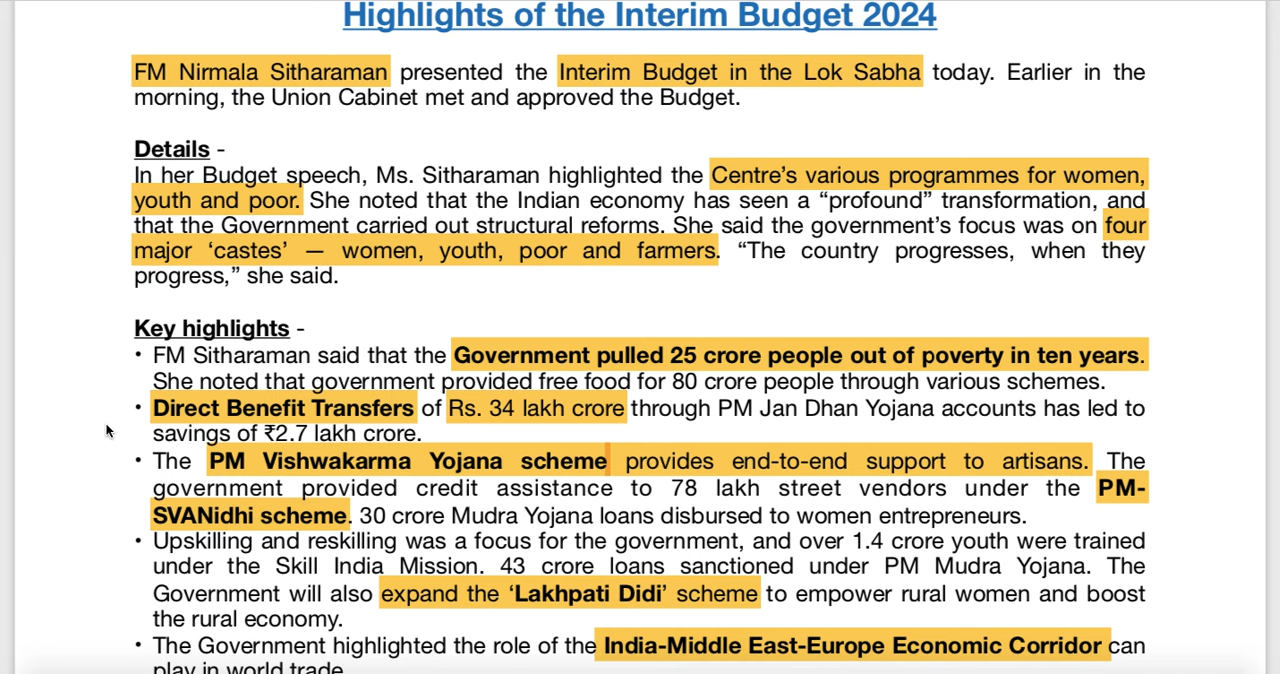 Highlights of the Interim Budget 2024
FM Nirmala Sitharaman presented the Interim Budget in the Lok Sabha today. Earlier in the
morning, the Union Cabinet met and approved the Budget.
Details -
In her Budget speech, Ms. Sitharaman highlighted the Centre’s various programmes for women,
youth and poor. She noted that the Indian economy has seen a “profound” transformation, and
that the Government carried out structural reforms. She said the government’s focus was on four
major ‘castes’ — women, youth, poor and farmers. “The country progresses, when they
progress,” she said.
Key highlights -
• FM Sitharaman said that the Government pulled 25 crore people out of poverty in ten years.
She noted that government provided free food for 80 crore people through various schemes.
• Direct Benefit Transfers of Rs. 34 lakh crore through PM Jan Dhan Yojana accounts has led to
savings of ₹2.7 lakh crore.
• The PM Vishwakarma Yojana scheme provides end-to-end support to artisans. The
government provided credit assistance to 78 lakh street vendors under the PM-
SVANidhi scheme. 30 crore Mudra Yojana loans disbursed to women entrepreneurs.
• Upskilling and reskilling was a focus for the government, and over 1.4 crore youth were trained
under the Skill India Mission. 43 crore loans sanctioned under PM Mudra Yojana. The
Government will also expand the ‘Lakhpati Didi’ scheme to empower rural women and boost
the rural economy.
• The Government highlighted the role of the India-Middle East-Europe Economic Corridor can
play in world trade.